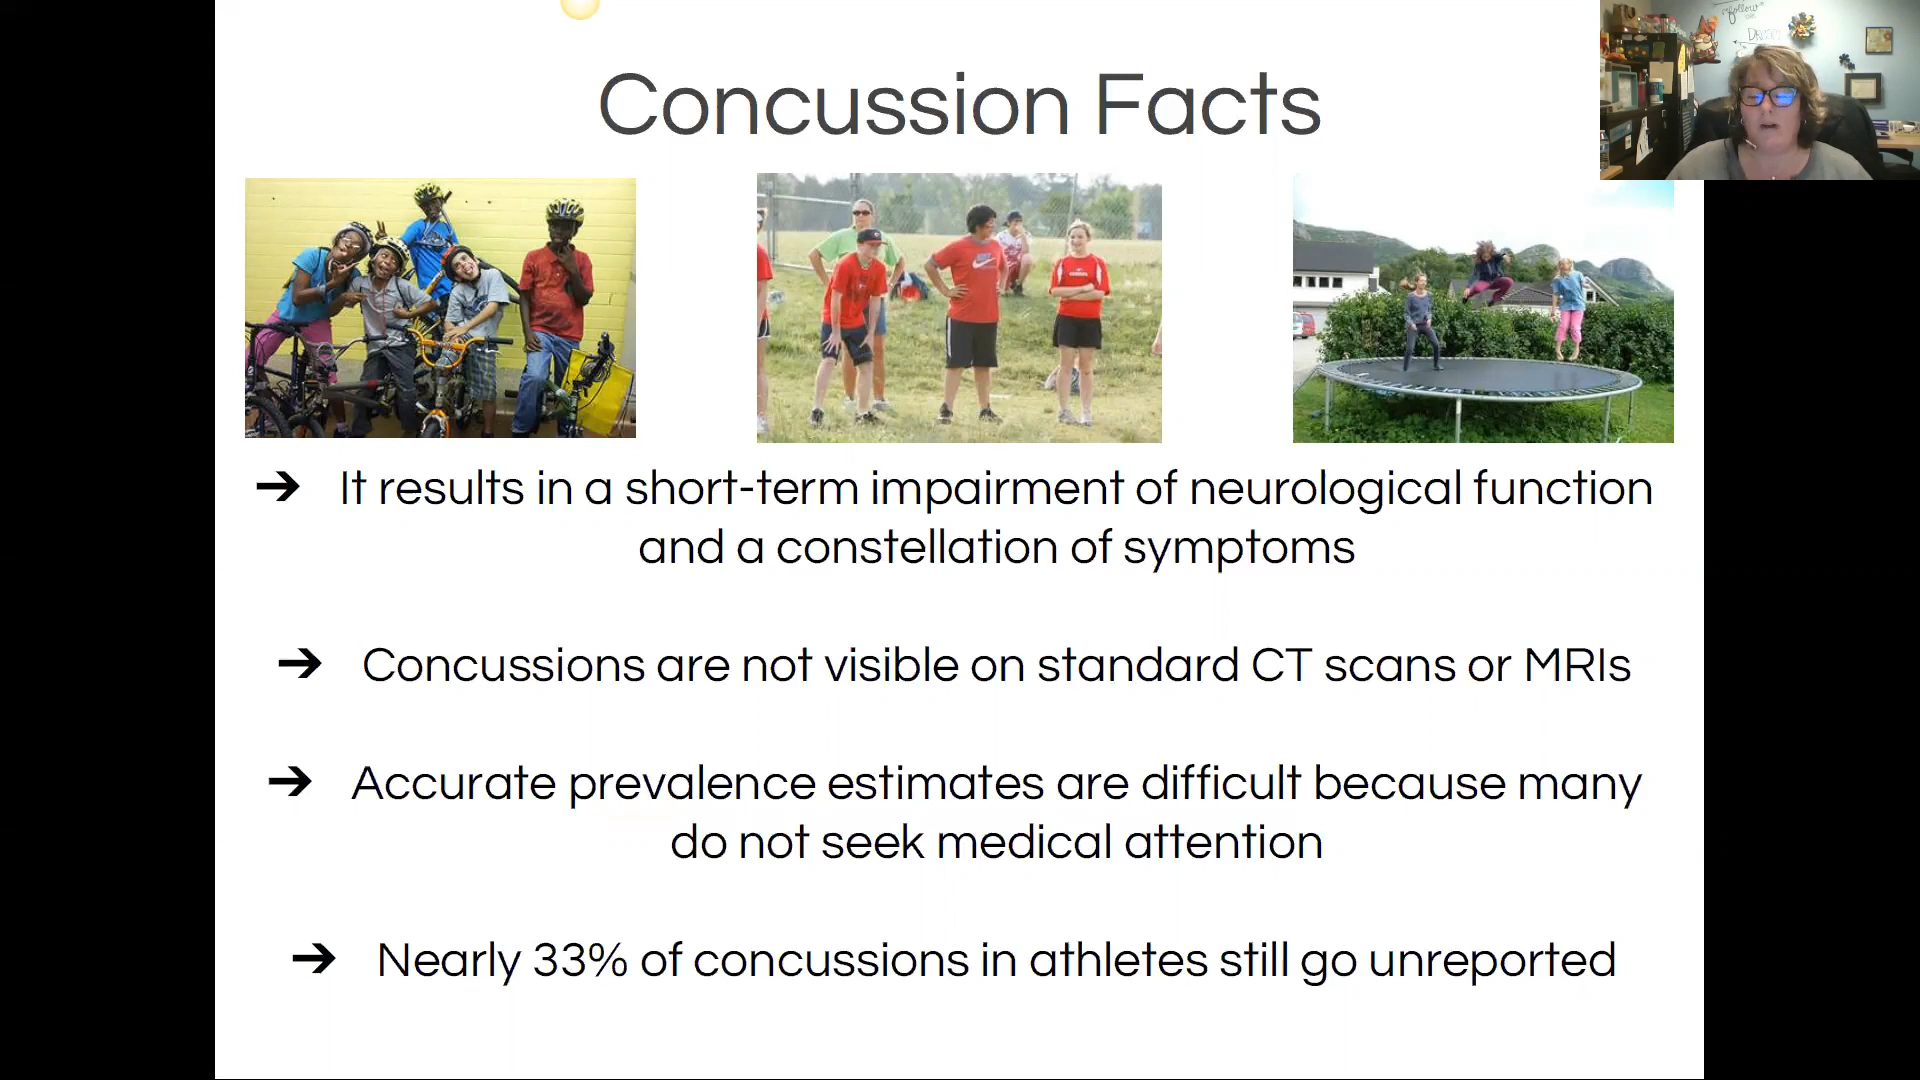 follow
Concussion Facts
➔ It results in a short-term impairment of neurological function
and a constellation of symptoms
➔ Concussions are not visible on standard CT scans or MRIs
➔ Accurate prevalence estimates are difficult because many
do not seek medical attention
➔ Nearly 33% of concussions in athletes still go unreported